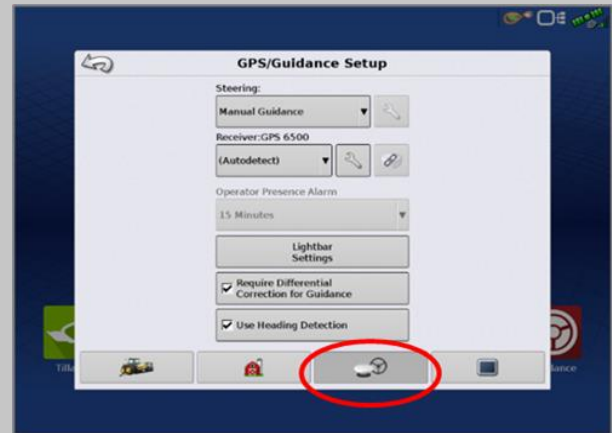 GPS/Guidance Setup
Steering:
Manual Guidance
Receiver:GPS 6500
(Autodetect)
Operator Presence Alarm
15 Minutes
Lightbar
Settings
Require Differential
Correction for Guidance
Use Heading Detection
Tilla
dance